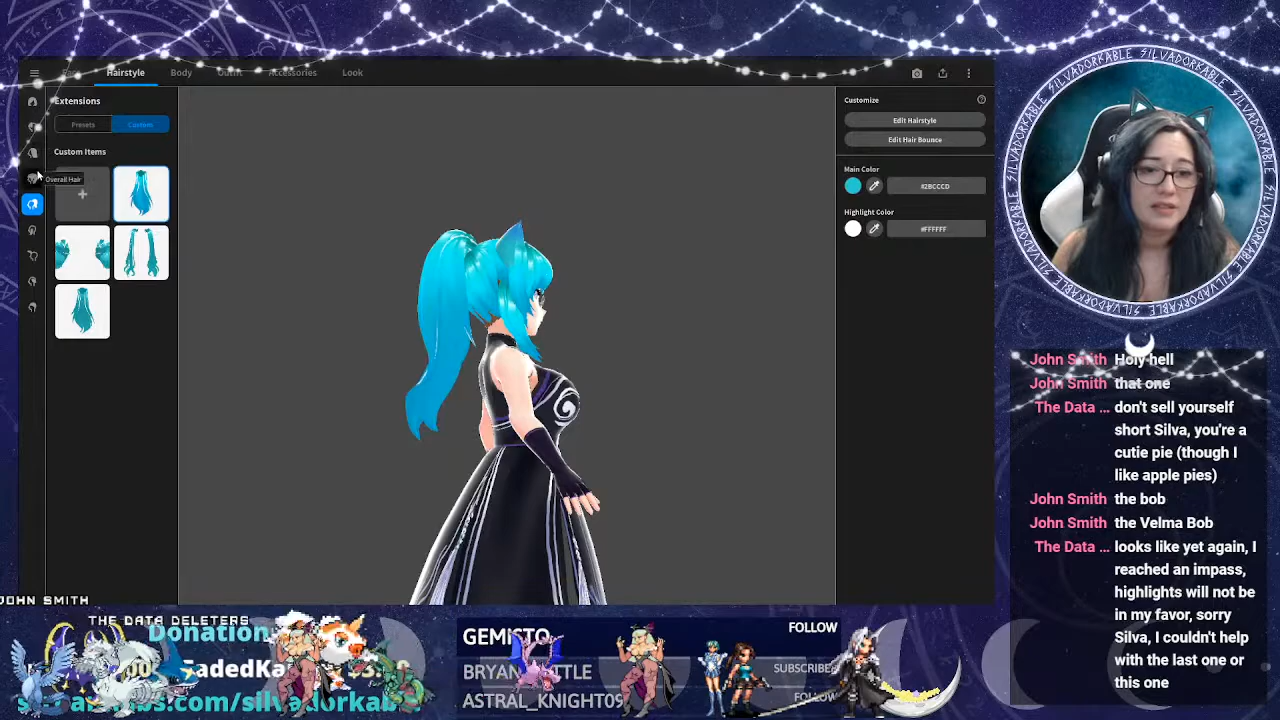 Hairstyle
Body
Outfit
Accessories
Look
Extensions
Presets
Custom
Custom Items
Overall Hair
+
Customize
Edit Hairstyle
Edit Hair Bounce
Main Color
#2BCCCD
Highlight Color
#FFFFFF
SILVADORKABLE
John Smith Holy hell
John Smith that one
The Data ... don't sell yourself
short Silva, you're a
cutie pie (though I
like apple pies)
John Smith the bob
John Smith the Velma Bob
The Data ... looks like yet again, I
reached an impass,
highlights will not be
in my favor, sorry
Silva, I couldn't help
with the last one or
this one
JOHN SMITH
THE DATA DELETERS
Donation
GEMISTO
FOLLOW
SUBSCRIBE
ASTRAL_KNIGHT09
FOLLOW